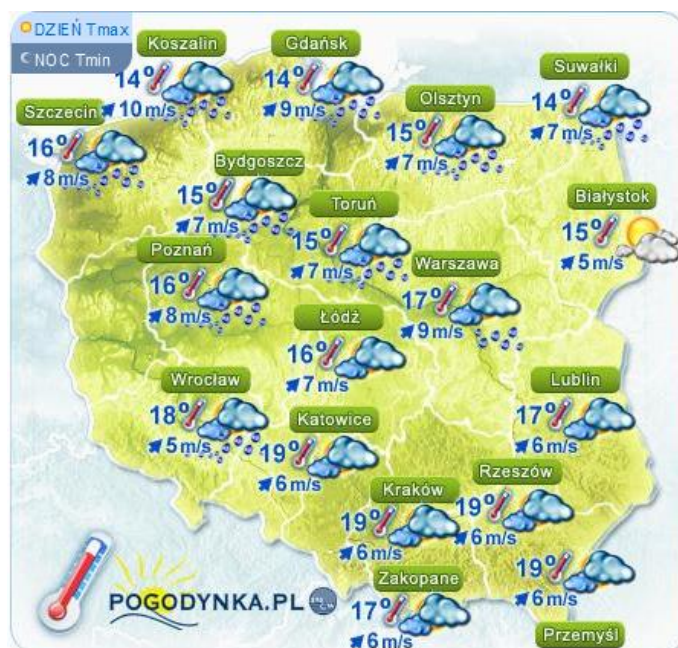 DZIEŃ Tmax
NOC Tmin
Koszalin
14°
10 m/s
Gdańsk
14°
9 m/s
Suwałki
14°
7 m/s
Szczecin
16°
8 m/s
Olsztyn
15°
7 m/s
Bydgoszcz
15°
7 m/s
Toruń
15°
7 m/s
Białystok
15°
5 m/s
Poznań
16°
8 m/s
Warszawa
17°
9 m/s
Łódź
16°
7 m/s
Wrocław
18°
5 m/s
Katowice
19°
6 m/s
Lublin
17°
6 m/s
Kraków
19°
6 m/s
Rzeszów
19°
6 m/s
Zakopane
17°
6 m/s
19°
6 m/s
Przemyśl
POGODYNKA.PL